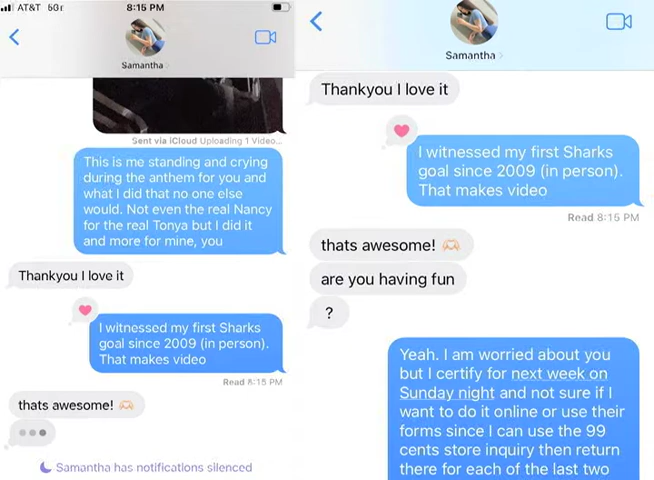 AT&T 5G
8:15 PM
Samantha
Sent via iCloud Uploading 1 Video...
This is me standing and crying
during the anthem for you and
what I did that no one else
would. Not even the real Nancy
for the real Tonya but I did it
and more for mine, you
Thankyou I love it
I witnessed my first Sharks
goal since 2009 (in person).
That makes video
Read 8:15 PM
thats awesome! 🫶🏻
Samantha has notifications silenced
Samantha
Thankyou I love it
I witnessed my first Sharks
goal since 2009 (in person).
That makes video
Read 8:15 PM
thats awesome! 🫶🏻
are you having fun
?
Yeah. I am worried about you
but I certify for next week on
Sunday night and not sure if I
want to do it online or use their
forms since I can use the 99
cents store inquiry then return
there for each of the last two